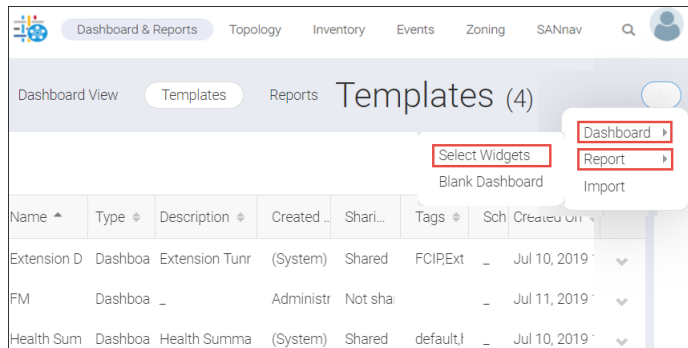 Dashboard & Reports Topology Inventory Events Zoning SANnav
Dashboard View Templates Reports Templates (4)
Dashboard
Select Widgets Report
Blank Dashboard Import
Name Type Description Created .. Shari... Tags Sch Created On
Extension D Dashboa Extension Tunr (System) Shared FCIP,Ext _ Jul 10, 2019
FM Dashboa _ Administr Not shar _ Jul 11, 2019
Health Sum Dashboa Health Summa (System) Shared default,h _ Jul 10, 2019